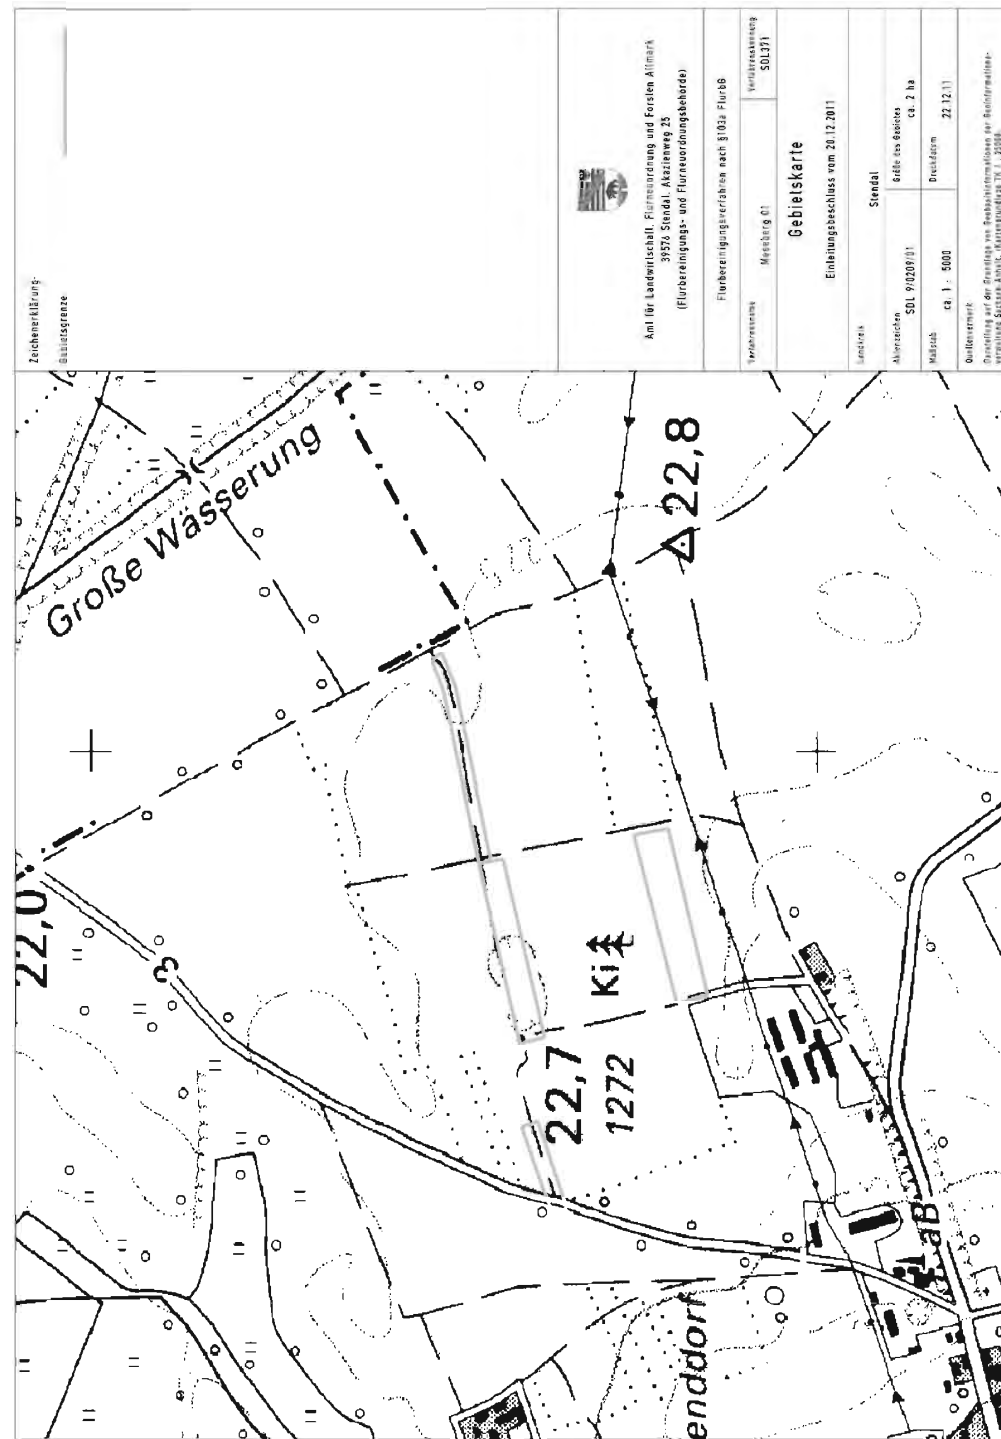 Zeichenerklärung
Gebietsgrenze
Amt für Landwirtschaft, Flurneuordnung und Forsten Altmark
39576 Stendal, Akazienweg 25
(Flurbereinigungs- und Flurneuordnungsbehörde)
Flurbereinigungsverfahren nach §103a FlurbG
Verfahrensname
Meseberg 01
Verfahrenskennung
SDL371
Gebietskarte
Einleitungsbeschluss vom 20.12.2011
Landkreis
Stendal
Aktenzeichen
SDL 9/0209/01
Größe des Gebietes
ca. 2 ha
Maßstab
ca. 1 : 5000
Druckdatum
22.12.11
Quellenvermerk
Große Wässerung
22,8
22,0
3
Ki
22,7
1272
enddorf
aB